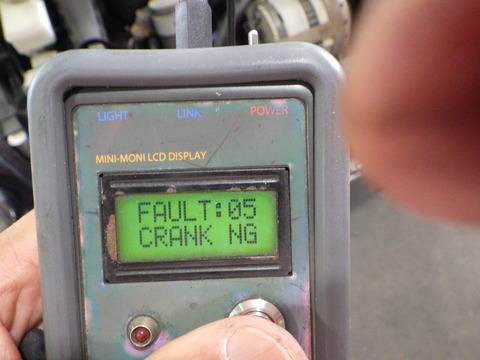 LIGHT LINK POWER
MINI-MONI LCD DISPLAY
FAULT:05
CRANK NG